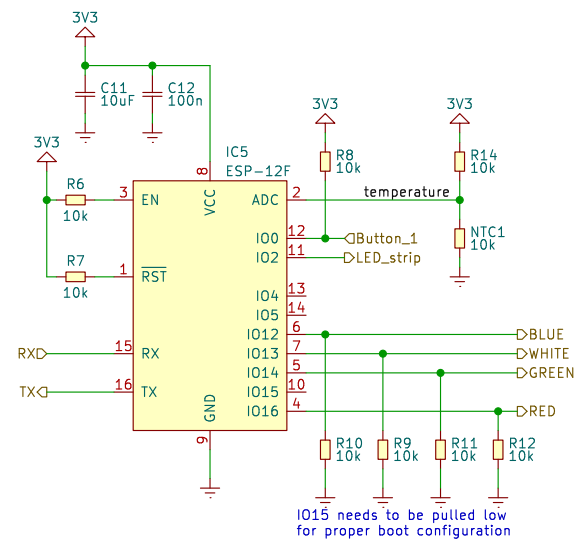 3V3
C11
10uF
C12
100n
3V3
3V3
3V3
IC5
ESP-12F
R6
10k
R7
10k
R8
10k
R14
10k
temperature
NTC1
10k
8
VCC
3
EN
ADC
2
IO0
12
Button_1
IO2
11
LED_strip
1
RST
IO4
13
IO5
14
IO12
6
BLUE
RX
15
RX
IO13
7
WHITE
IO14
5
GREEN
TX
16
TX
IO15
10
IO16
4
RED
GND
9
R10
10k
R9
10k
R11
10k
R12
10k
IO15 needs to be pulled low
for proper boot configuration